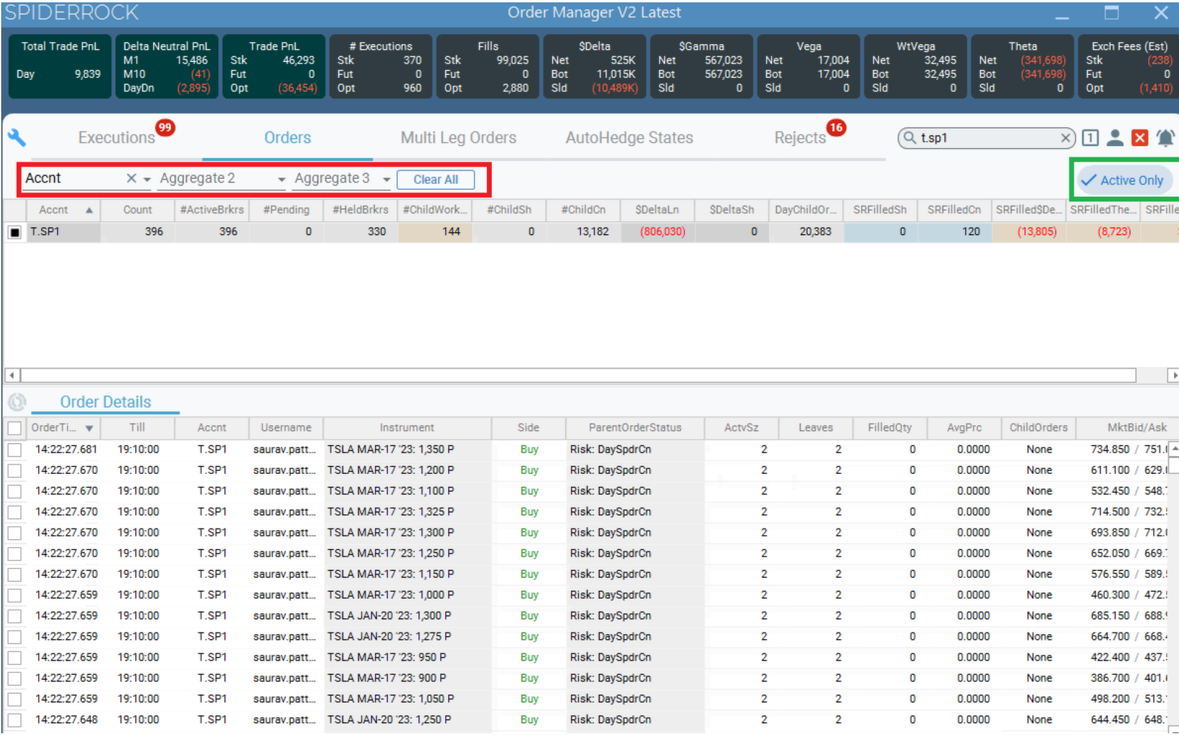 SPIDERROCK Order Manager V2 Latest
Total Trade PnL Delta Neutral PnL Trade PnL # Executions Fills $Delta $Gamma Vega WtVega Theta Exch Fees (Est)
M1 15,486 Stk 46,293 Stk 370 Stk 99,025 Net 525K Net 567,023 Net 17,004 Net 32,495 Net (341,698) Stk (238)
Day 9,839 M10 (41) Fut 0 Fut 0 Fut 0 Bot 11,015K Bot 567,023 Bot 17,004 Bot 32,495 Bot (341,698) Fut 0
DayDn (2,895) Opt (36,454) Opt 960 Opt 2,880 Sld (10,489K) Sld 0 Sld 0 Sld 0 Sld 0 Opt (1,410)
Executions 99 Orders Multi Leg Orders AutoHedge States Rejects 16 t.sp1 1
Accnt Aggregate 2 Aggregate 3 Clear All Active Only
Accnt Count #ActiveBrkrs #Pending #HeldBrkrs #ChildWork... #ChildSh #ChildCn $DeltaLn $DeltaSh DayChildOr... SRFilledSh SRFilledCn SRFilled$De... SRFilledThe... SRFille
T.SP1 396 396 0 330 144 0 13,182 (806,030) 0 20,383 0 120 (13,805) (8,723)
Order Details
OrderTi... Till Accnt Username Instrument Side ParentOrderStatus ActvSz Leaves FilledQty AvgPrc ChildOrders MktBid/Ask
14:22:27.681 19:10:00 T.SP1 saurav.patt... TSLA MAR-17 '23: 1,350 P Buy Risk: DaySpdrCn 2 2 0 0.0000 None 734.850 / 751.
14:22:27.670 19:10:00 T.SP1 saurav.patt... TSLA MAR-17 '23: 1,200 P Buy Risk: DaySpdrCn 2 2 0 0.0000 None 611.100 / 629.
14:22:27.670 19:10:00 T.SP1 saurav.patt... TSLA MAR-17 '23: 1,100 P Buy Risk: DaySpdrCn 2 2 0 0.0000 None 532.450 / 548.
14:22:27.670 19:10:00 T.SP1 saurav.patt... TSLA MAR-17 '23: 1,325 P Buy Risk: DaySpdrCn 2 2 0 0.0000 None 714.500 / 732.
14:22:27.670 19:10:00 T.SP1 saurav.patt... TSLA MAR-17 '23: 1,300 P Buy Risk: DaySpdrCn 2 2 0 0.0000 None 693.850 / 712.
14:22:27.670 19:10:00 T.SP1 saurav.patt... TSLA MAR-17 '23: 1,250 P Buy Risk: DaySpdrCn 2 2 0 0.0000 None 652.050 / 669.
14:22:27.670 19:10:00 T.SP1 saurav.patt... TSLA MAR-17 '23: 1,150 P Buy Risk: DaySpdrCn 2 2 0 0.0000 None 576.550 / 589.
14:22:27.659 19:10:00 T.SP1 saurav.patt... TSLA MAR-17 '23: 1,000 P Buy Risk: DaySpdrCn 2 2 0 0.0000 None 460.300 / 472.
14:22:27.659 19:10:00 T.SP1 saurav.patt... TSLA JAN-20 '23: 1,300 P Buy Risk: DaySpdrCn 2 2 0 0.0000 None 685.150 / 688.
14:22:27.659 19:10:00 T.SP1 saurav.patt... TSLA JAN-20 '23: 1,275 P Buy Risk: DaySpdrCn 2 2 0 0.0000 None 664.700 / 668.
14:22:27.659 19:10:00 T.SP1 saurav.patt... TSLA MAR-17 '23: 950 P Buy Risk: DaySpdrCn 2 2 0 0.0000 None 422.400 / 437.
14:22:27.659 19:10:00 T.SP1 saurav.patt... TSLA MAR-17 '23: 900 P Buy Risk: DaySpdrCn 2 2 0 0.0000 None 386.700 / 401.
14:22:27.659 19:10:00 T.SP1 saurav.patt... TSLA MAR-17 '23: 1,050 P Buy Risk: DaySpdrCn 2 2 0 0.0000 None 498.200 / 513.
14:22:27.648 19:10:00 T.SP1 saurav.patt... TSLA JAN-20 '23: 1,250 P Buy Risk: DaySpdrCn 2 2 0 0.0000 None 644.450 / 648.